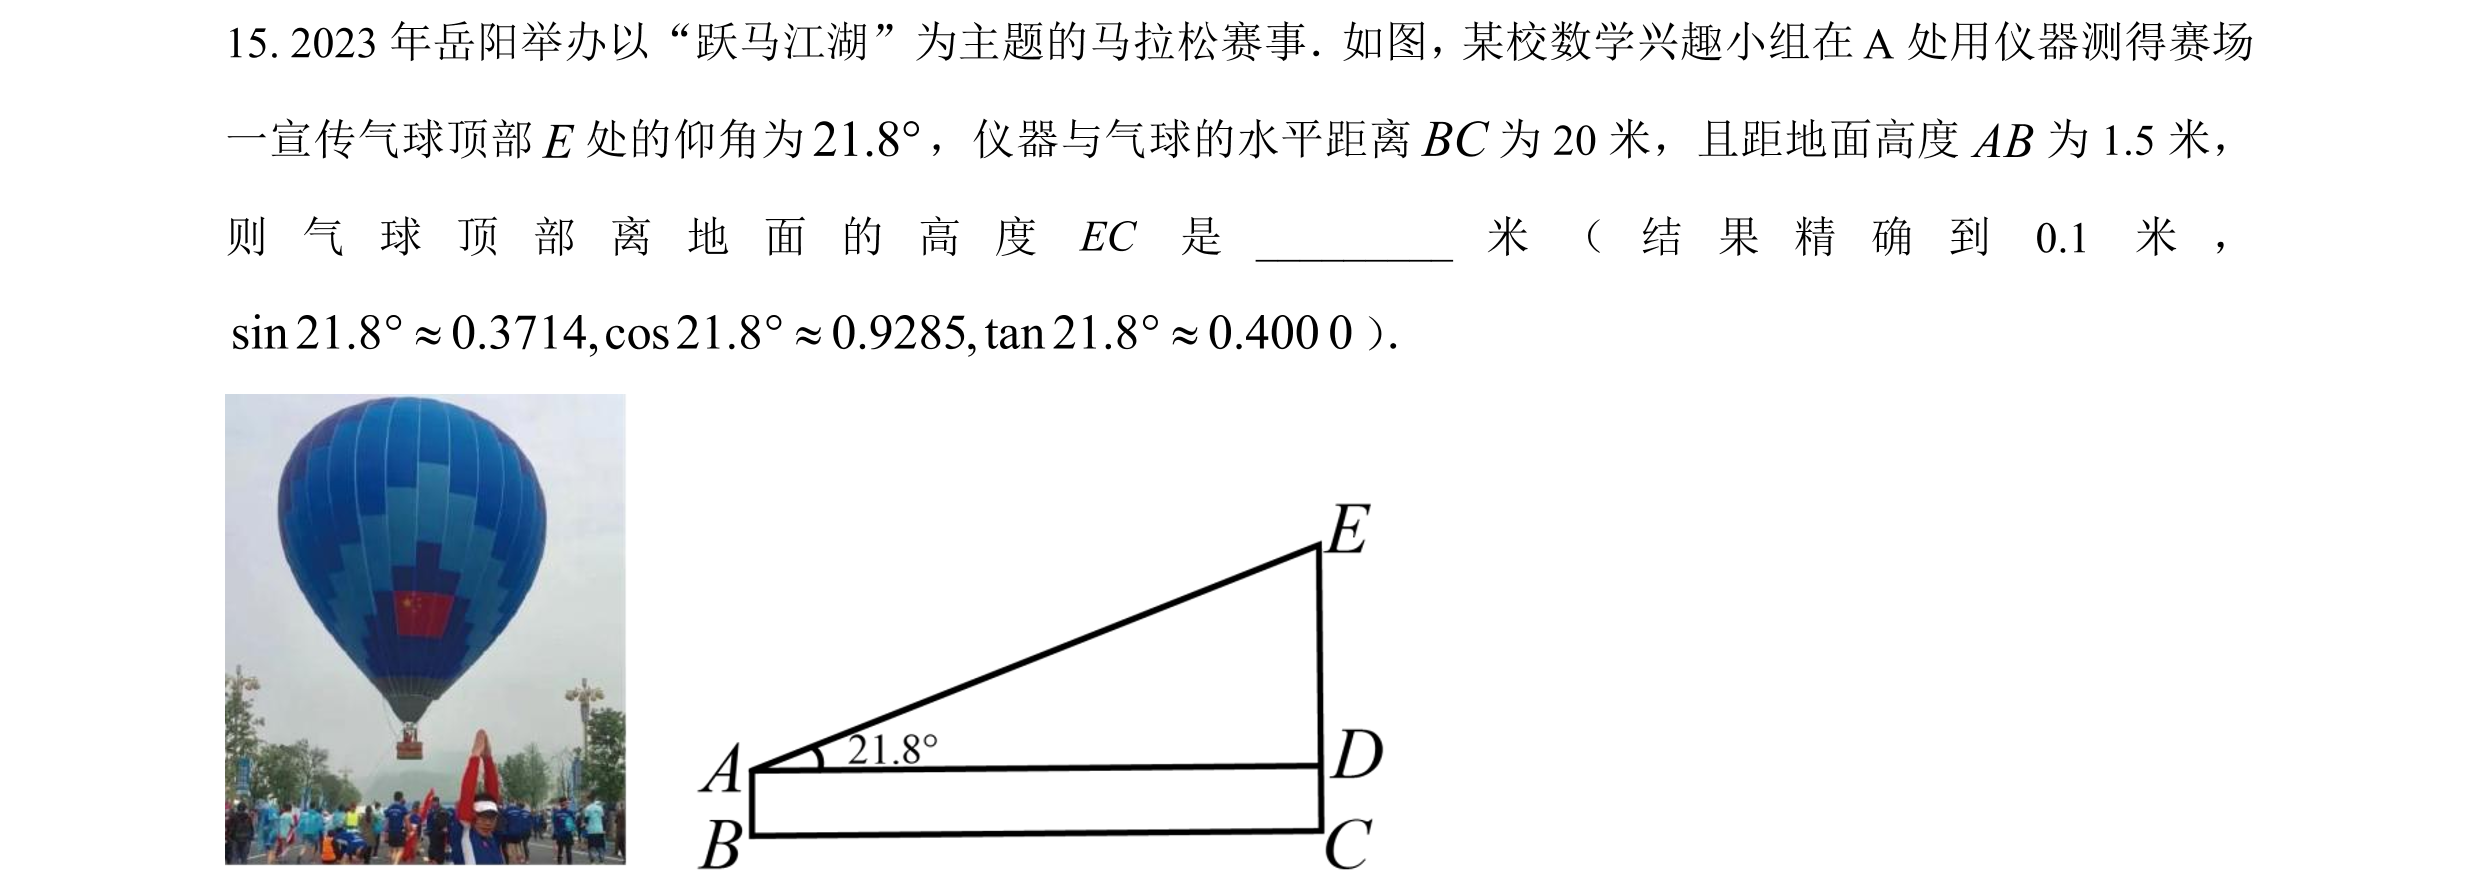 15. 2023 年岳阳举办以“跃马江湖”为主题的马拉松赛事．如图，某校数学兴趣小组在 A 处用仪器测得赛场
一宣传气球顶部 E 处的仰角为 21.8°，仪器与气球的水平距离 BC 为 20 米，且距地面高度 AB 为 1.5 米，
则气球顶部离地面的高度 EC 是 _________ 米（结果精确到 0.1 米，
sin 21.8° ≈ 0.3714, cos 21.8° ≈ 0.9285, tan 21.8° ≈ 0.400 0 ）．
E
A 21.8° D
B C